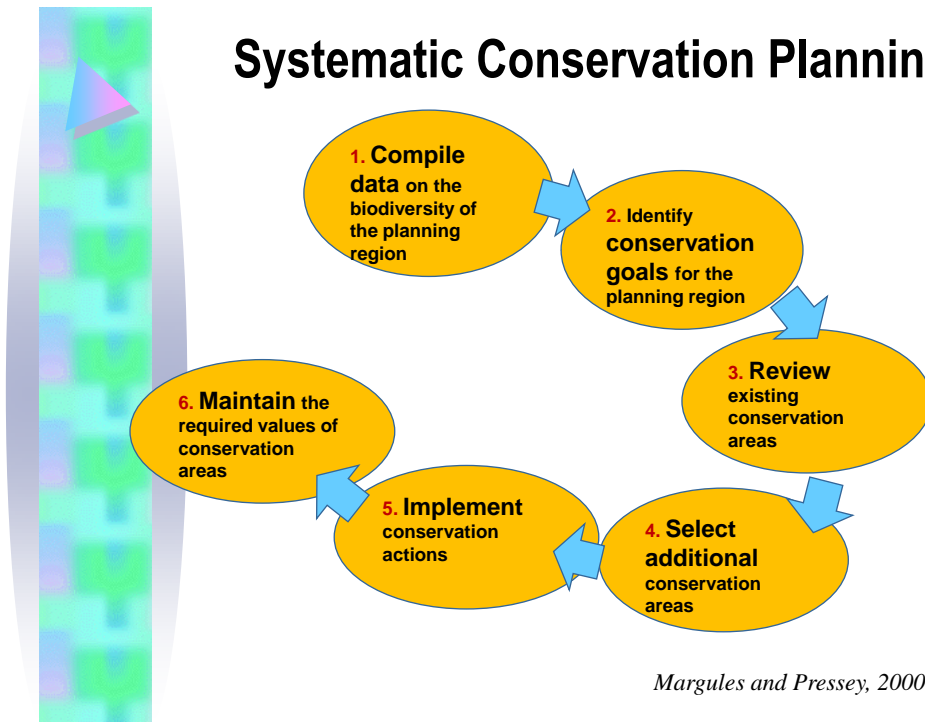 Systematic Conservation Plannin
1. Compile
data on the
biodiversity of
the planning
region
2. Identify
conservation
goals for the
planning region
3. Review
existing
conservation
areas
4. Select
additional
conservation
areas
5. Implement
conservation
actions
6. Maintain the
required values of
conservation
areas
Margules and Pressey, 2000